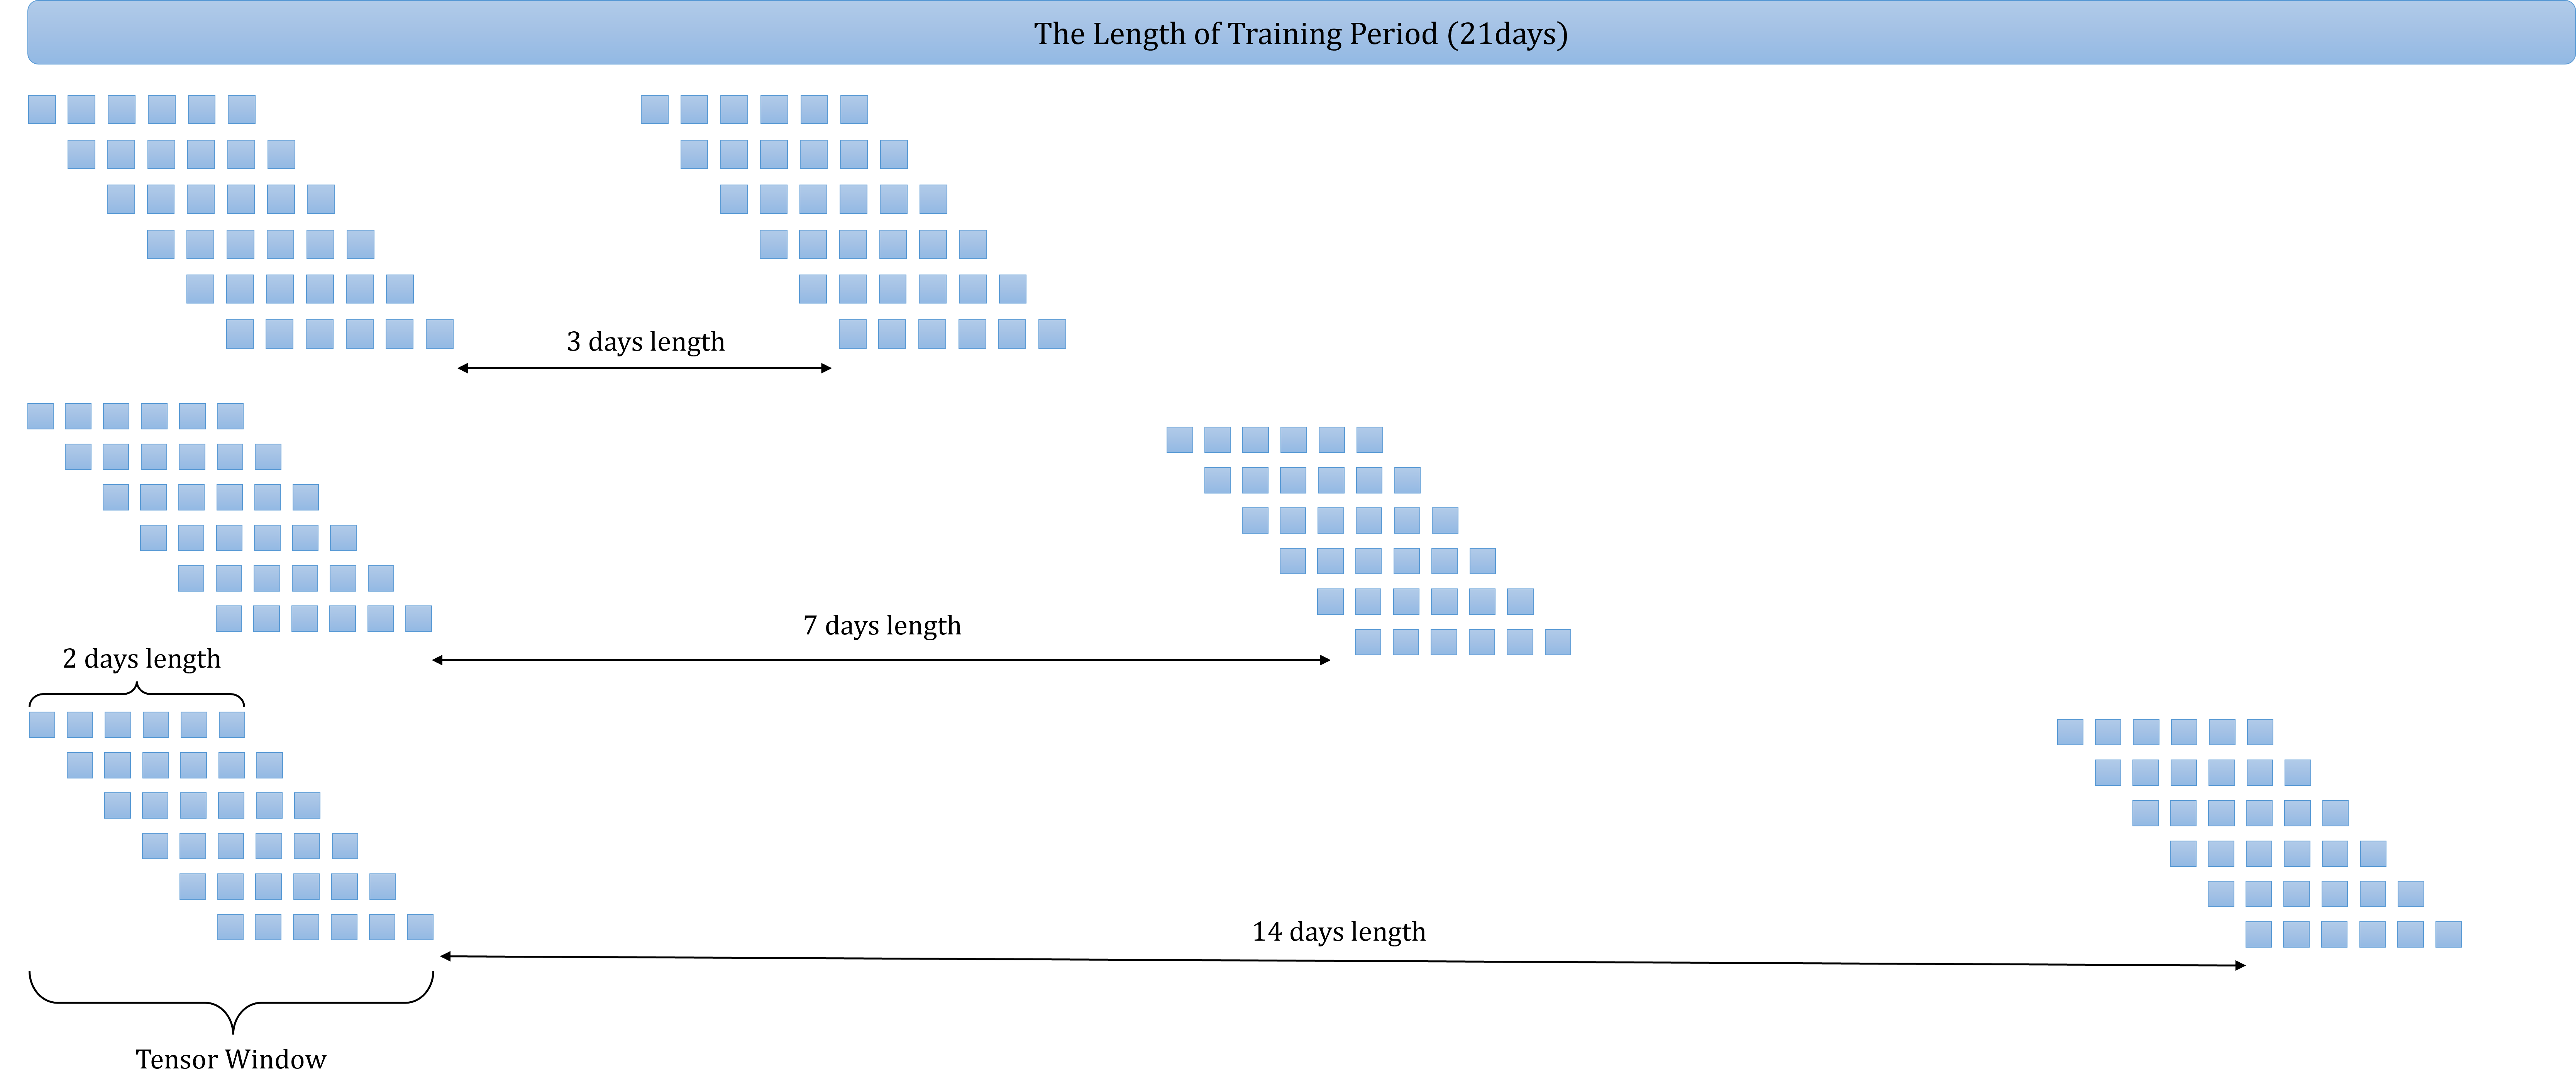 The Length of Training Period (21days)
3 days length
7 days length
2 days length
14 days length
Tensor Window